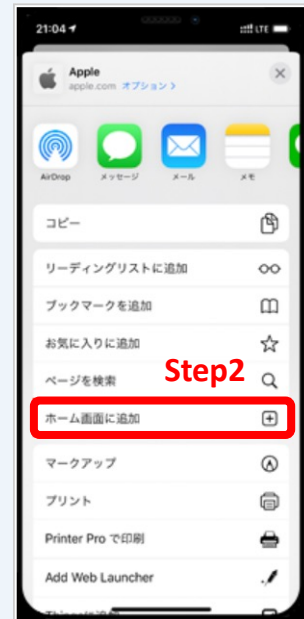 21:04
LTE
Apple
apple.com オプション >
AirDrop メッセージ メール メモ
コピー
リーディングリストに追加
ブックマークを追加
お気に入りに追加
ページを検索
Step2
ホーム画面に追加
マークアップ
プリント
Printer Pro で印刷
Add Web Launcher